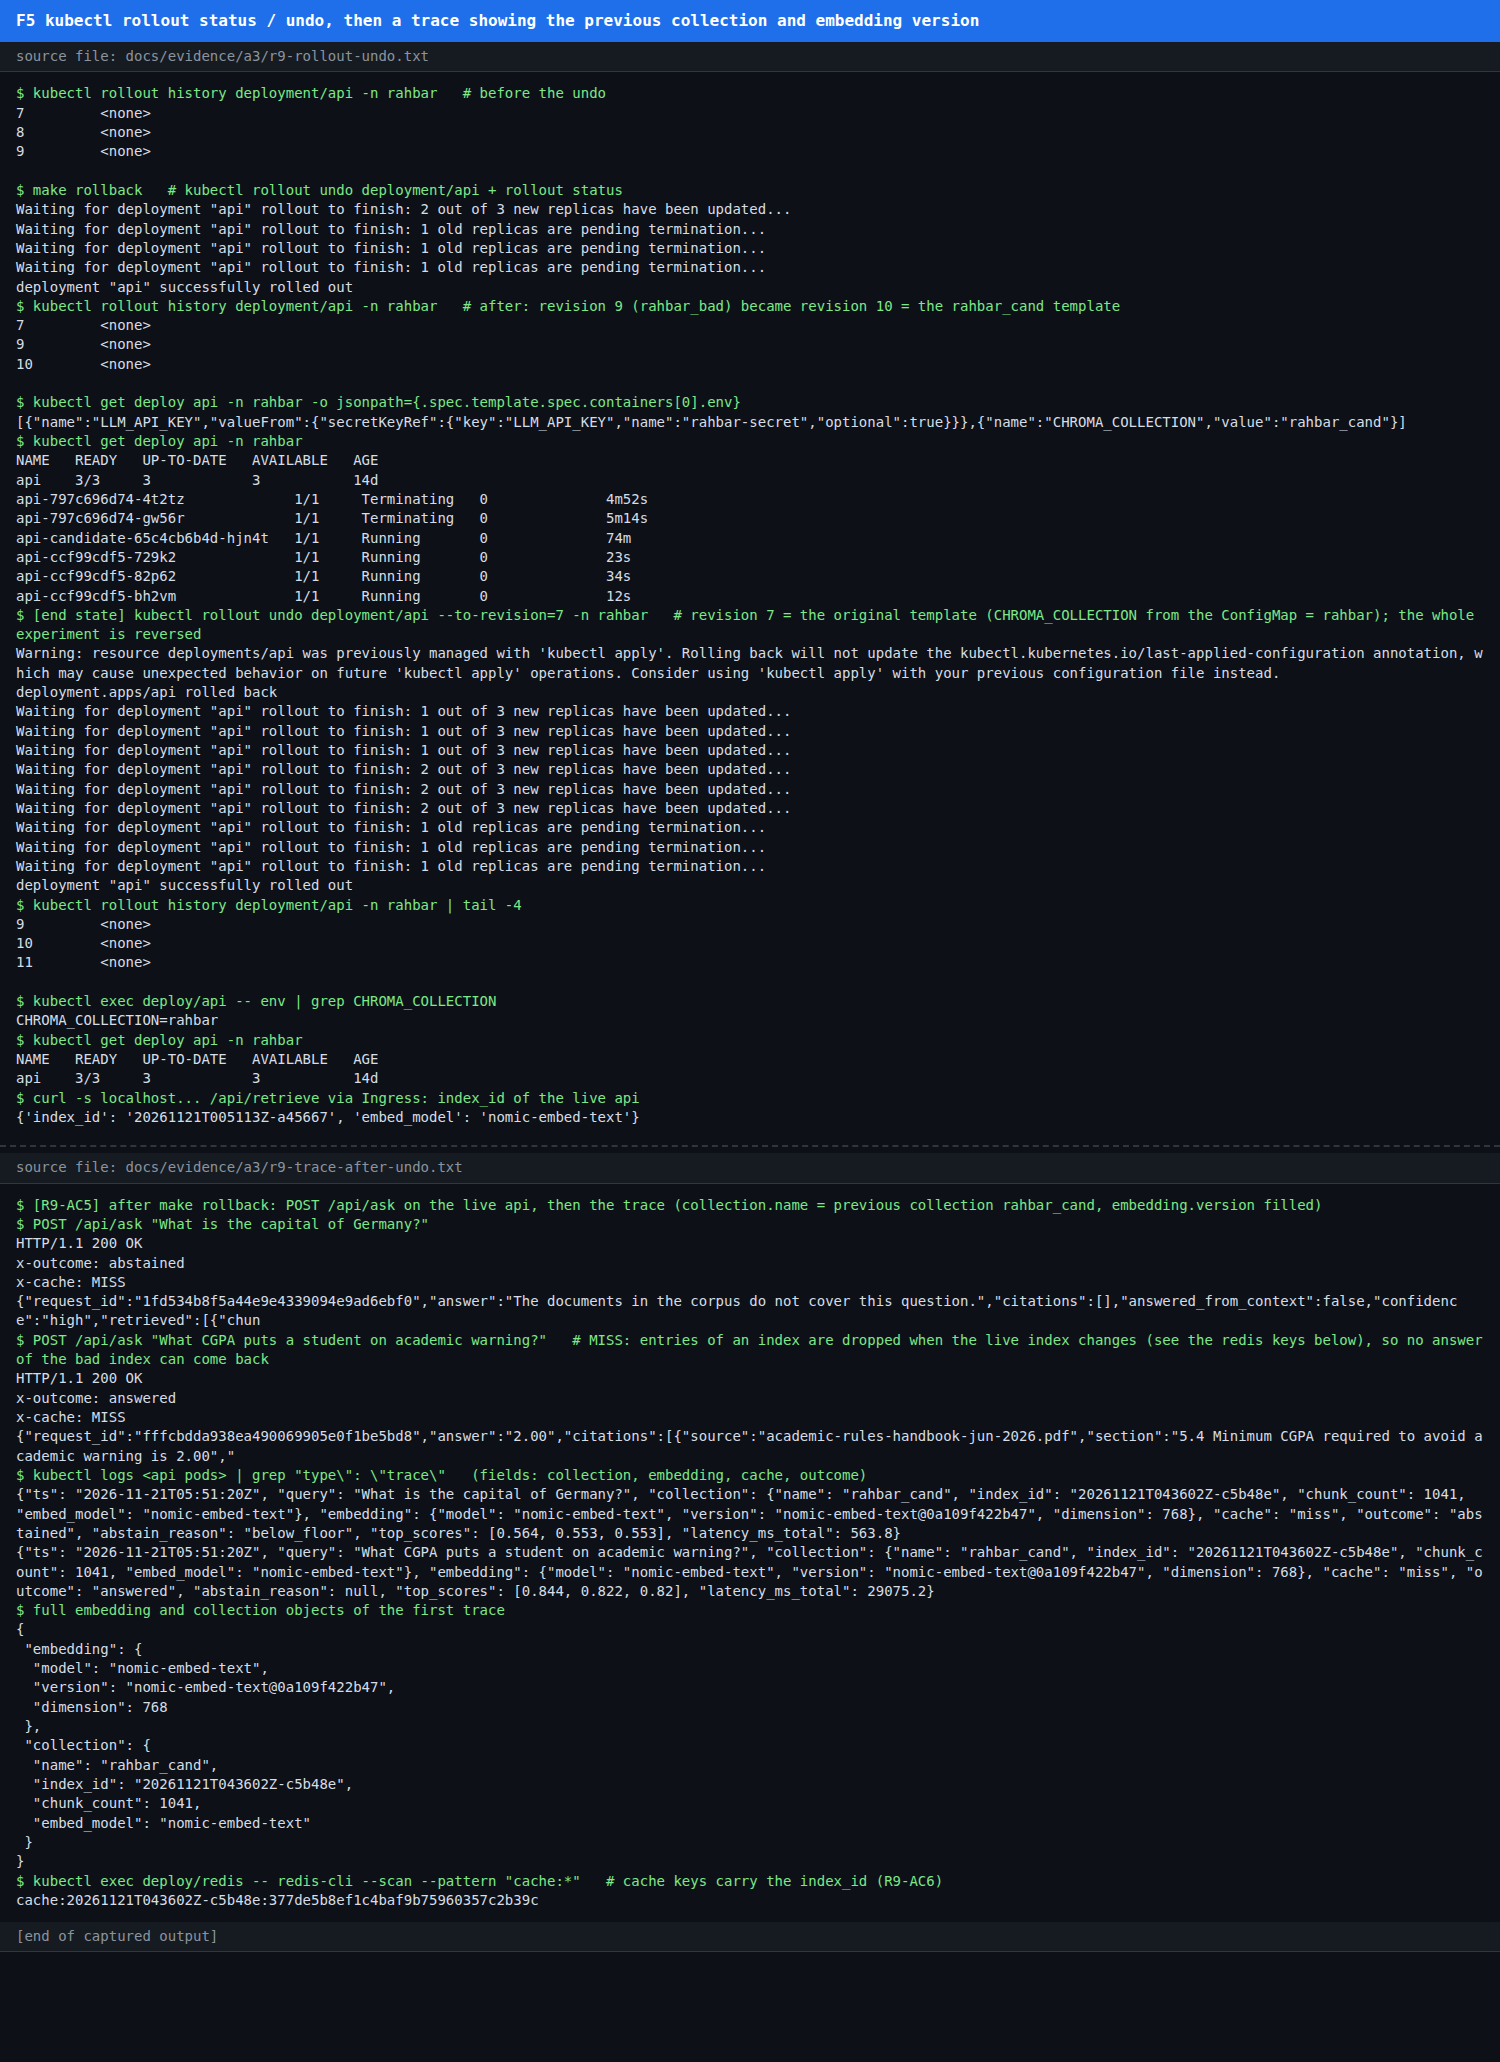 F5 kubectl rollout status / undo, then a trace showing the previous collection and embedding version
source file: docs/evidence/a3/r9-rollout-undo.txt
$ kubectl rollout history deployment/api -n rahbar   # before the undo
7         <none>
8         <none>
9         <none>
$ make rollback   # kubectl rollout undo deployment/api + rollout status
Waiting for deployment "api" rollout to finish: 2 out of 3 new replicas have been updated...
Waiting for deployment "api" rollout to finish: 1 old replicas are pending termination...
Waiting for deployment "api" rollout to finish: 1 old replicas are pending termination...
Waiting for deployment "api" rollout to finish: 1 old replicas are pending termination...
deployment "api" successfully rolled out
$ kubectl rollout history deployment/api -n rahbar   # after: revision 9 (rahbar_bad) became revision 10 = the rahbar_cand template
7         <none>
9         <none>
10        <none>
$ kubectl get deploy api -n rahbar -o jsonpath={.spec.template.spec.containers[0].env}
[{"name":"LLM_API_KEY","valueFrom":{"secretKeyRef":{"key":"LLM_API_KEY","name":"rahbar-secret","optional":true}}},{"name":"CHROMA_COLLECTION","value":"rahbar_cand"}]
$ kubectl get deploy api -n rahbar
NAME   READY   UP-TO-DATE   AVAILABLE   AGE
api    3/3     3            3           14d
api-797c696d74-4t2tz             1/1     Terminating   0              4m52s
api-797c696d74-gw56r             1/1     Terminating   0              5m14s
api-candidate-65c4cb6b4d-hjn4t   1/1     Running       0              74m
api-ccf99cdf5-729k2              1/1     Running       0              23s
api-ccf99cdf5-82p62              1/1     Running       0              34s
api-ccf99cdf5-bh2vm              1/1     Running       0              12s
$ [end state] kubectl rollout undo deployment/api --to-revision=7 -n rahbar   # revision 7 = the original template (CHROMA_COLLECTION from the ConfigMap = rahbar); the whole
experiment is reversed
Warning: resource deployments/api was previously managed with 'kubectl apply'. Rolling back will not update the kubectl.kubernetes.io/last-applied-configuration annotation, w
hich may cause unexpected behavior on future 'kubectl apply' operations. Consider using 'kubectl apply' with your previous configuration file instead.
deployment.apps/api rolled back
Waiting for deployment "api" rollout to finish: 1 out of 3 new replicas have been updated...
Waiting for deployment "api" rollout to finish: 1 out of 3 new replicas have been updated...
Waiting for deployment "api" rollout to finish: 1 out of 3 new replicas have been updated...
Waiting for deployment "api" rollout to finish: 2 out of 3 new replicas have been updated...
Waiting for deployment "api" rollout to finish: 2 out of 3 new replicas have been updated...
Waiting for deployment "api" rollout to finish: 2 out of 3 new replicas have been updated...
Waiting for deployment "api" rollout to finish: 1 old replicas are pending termination...
Waiting for deployment "api" rollout to finish: 1 old replicas are pending termination...
Waiting for deployment "api" rollout to finish: 1 old replicas are pending termination...
deployment "api" successfully rolled out
$ kubectl rollout history deployment/api -n rahbar | tail -4
9         <none>
10        <none>
11        <none>
$ kubectl exec deploy/api -- env | grep CHROMA_COLLECTION
CHROMA_COLLECTION=rahbar
$ kubectl get deploy api -n rahbar
NAME   READY   UP-TO-DATE   AVAILABLE   AGE
api    3/3     3            3           14d
$ curl -s localhost... /api/retrieve via Ingress: index_id of the live api
{'index_id': '20261121T005113Z-a45667', 'embed_model': 'nomic-embed-text'}
source file: docs/evidence/a3/r9-trace-after-undo.txt
$ [R9-AC5] after make rollback: POST /api/ask on the live api, then the trace (collection.name = previous collection rahbar_cand, embedding.version filled)
$ POST /api/ask "What is the capital of Germany?"
HTTP/1.1 200 OK
x-outcome: abstained
x-cache: MISS
{"request_id":"1fd534b8f5a44e9e4339094e9ad6ebf0","answer":"The documents in the corpus do not cover this question.","citations":[],"answered_from_context":false,"confidenc
e":"high","retrieved":[{"chun
$ POST /api/ask "What CGPA puts a student on academic warning?"   # MISS: entries of an index are dropped when the live index changes (see the redis keys below), so no answer
of the bad index can come back
HTTP/1.1 200 OK
x-outcome: answered
x-cache: MISS
{"request_id":"fffcbdda938ea490069905e0f1be5bd8","answer":"2.00","citations":[{"source":"academic-rules-handbook-jun-2026.pdf","section":"5.4 Minimum CGPA required to avoid a
cademic warning is 2.00","
$ kubectl logs <api pods> | grep "type\": \"trace\"   (fields: collection, embedding, cache, outcome)
{"ts": "2026-11-21T05:51:20Z", "query": "What is the capital of Germany?", "collection": {"name": "rahbar_cand", "index_id": "20261121T043602Z-c5b48e", "chunk_count": 1041,
"embed_model": "nomic-embed-text"}, "embedding": {"model": "nomic-embed-text", "version": "nomic-embed-text@0a109f422b47", "dimension": 768}, "cache": "miss", "outcome": "abs
tained", "abstain_reason": "below_floor", "top_scores": [0.564, 0.553, 0.553], "latency_ms_total": 563.8}
{"ts": "2026-11-21T05:51:20Z", "query": "What CGPA puts a student on academic warning?", "collection": {"name": "rahbar_cand", "index_id": "20261121T043602Z-c5b48e", "chunk_c
ount": 1041, "embed_model": "nomic-embed-text"}, "embedding": {"model": "nomic-embed-text", "version": "nomic-embed-text@0a109f422b47", "dimension": 768}, "cache": "miss", "o
utcome": "answered", "abstain_reason": null, "top_scores": [0.844, 0.822, 0.82], "latency_ms_total": 29075.2}
$ full embedding and collection objects of the first trace
{
 "embedding": {
  "model": "nomic-embed-text",
  "version": "nomic-embed-text@0a109f422b47",
  "dimension": 768
 },
 "collection": {
  "name": "rahbar_cand",
  "index_id": "20261121T043602Z-c5b48e",
  "chunk_count": 1041,
  "embed_model": "nomic-embed-text"
 }
}
$ kubectl exec deploy/redis -- redis-cli --scan --pattern "cache:*"   # cache keys carry the index_id (R9-AC6)
cache:20261121T043602Z-c5b48e:377de5b8ef1c4baf9b75960357c2b39c
[end of captured output]